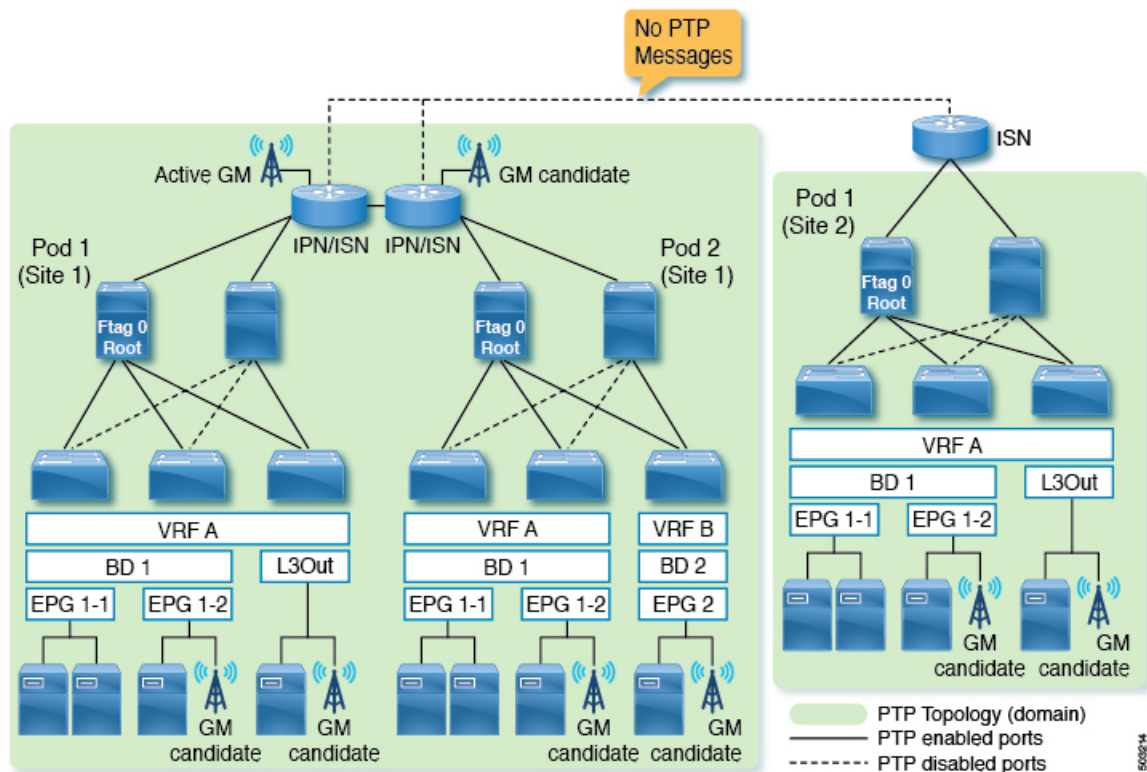 No PTP
Messages
ISN
Active GM
GM candidate
IPN/ISN
IPN/ISN
Pod 1
(Site 1)
Pod 2
(Site 1)
Pod 1
(Site 2)
Ftag 0
Root
Ftag 0
Root
Ftag 0
Root
VRF A
BD 1
L3Out
EPG 1-1
EPG 1-2
GM
candidate
GM
candidate
VRF A
VRF B
BD 1
BD 2
EPG 1-1
EPG 1-2
EPG 2
GM
candidate
GM
candidate
VRF A
BD 1
L3Out
EPG 1-1
EPG 1-2
GM
candidate
GM
candidate
PTP Topology (domain)
PTP enabled ports
PTP disabled ports
503214